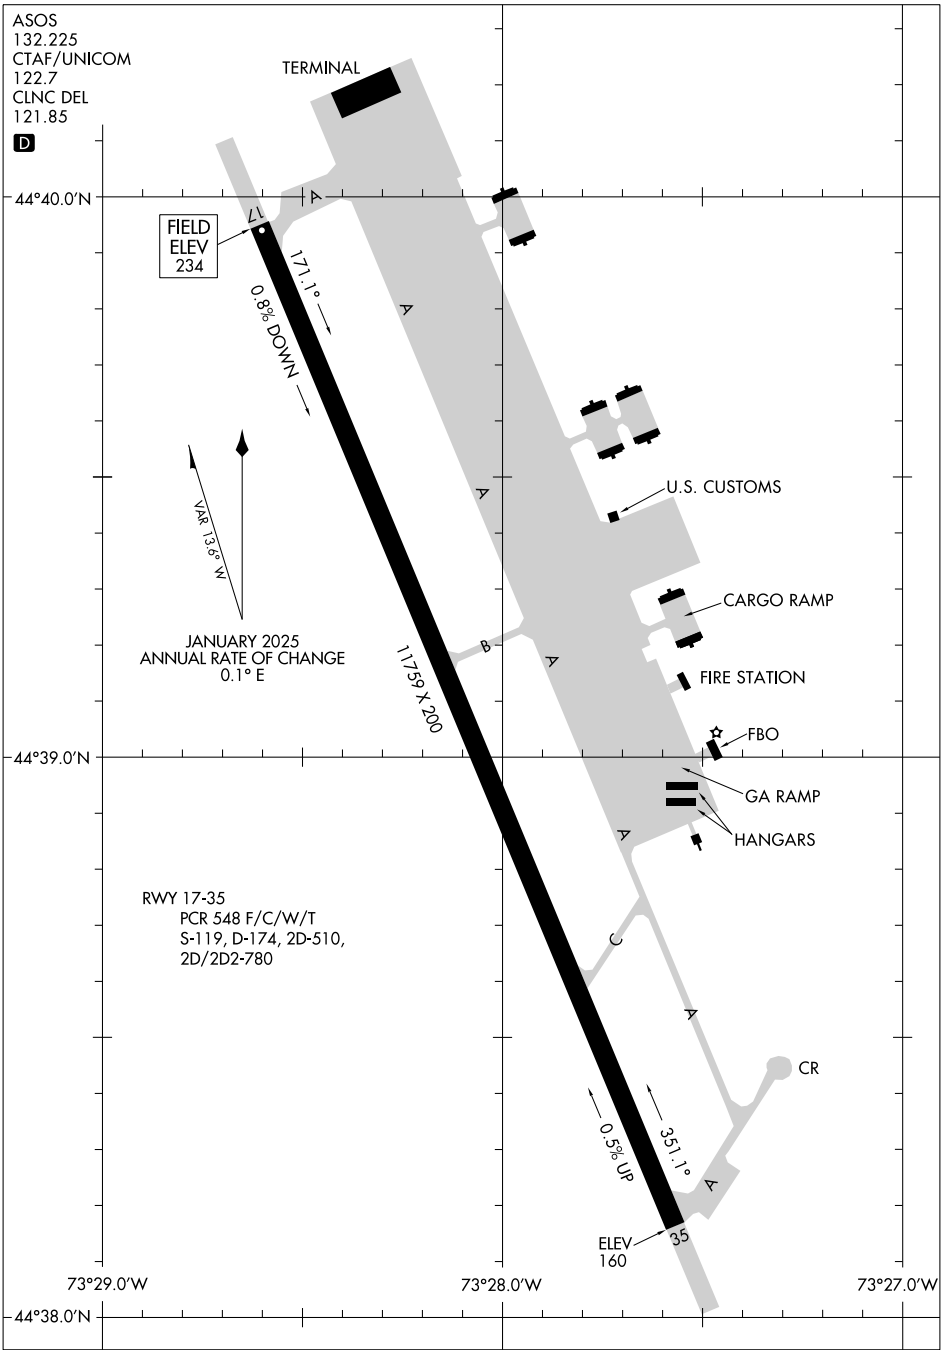 ASOS
132.225
CTAF/UNICOM
122.7
CLNC DEL
121.85
D
TERMINAL
44°40.0'N
A
17
FIELD
ELEV
234
171.1°
0.8% DOWN
A
A
U.S. CUSTOMS
VAR 13.6° W
CARGO RAMP
JANUARY 2025
ANNUAL RATE OF CHANGE
0.1° E
B
A
11759 X 200
FIRE STATION
FBO
44°39.0'N
GA RAMP
HANGARS
A
RWY 17-35
PCR 548 F/C/W/T
S-119, D-174, 2D-510,
2D/2D2-780
C
A
CR
0.5% UP
351.1°
A
35
ELEV
160
73°29.0'W
73°28.0'W
73°27.0'W
44°38.0'N